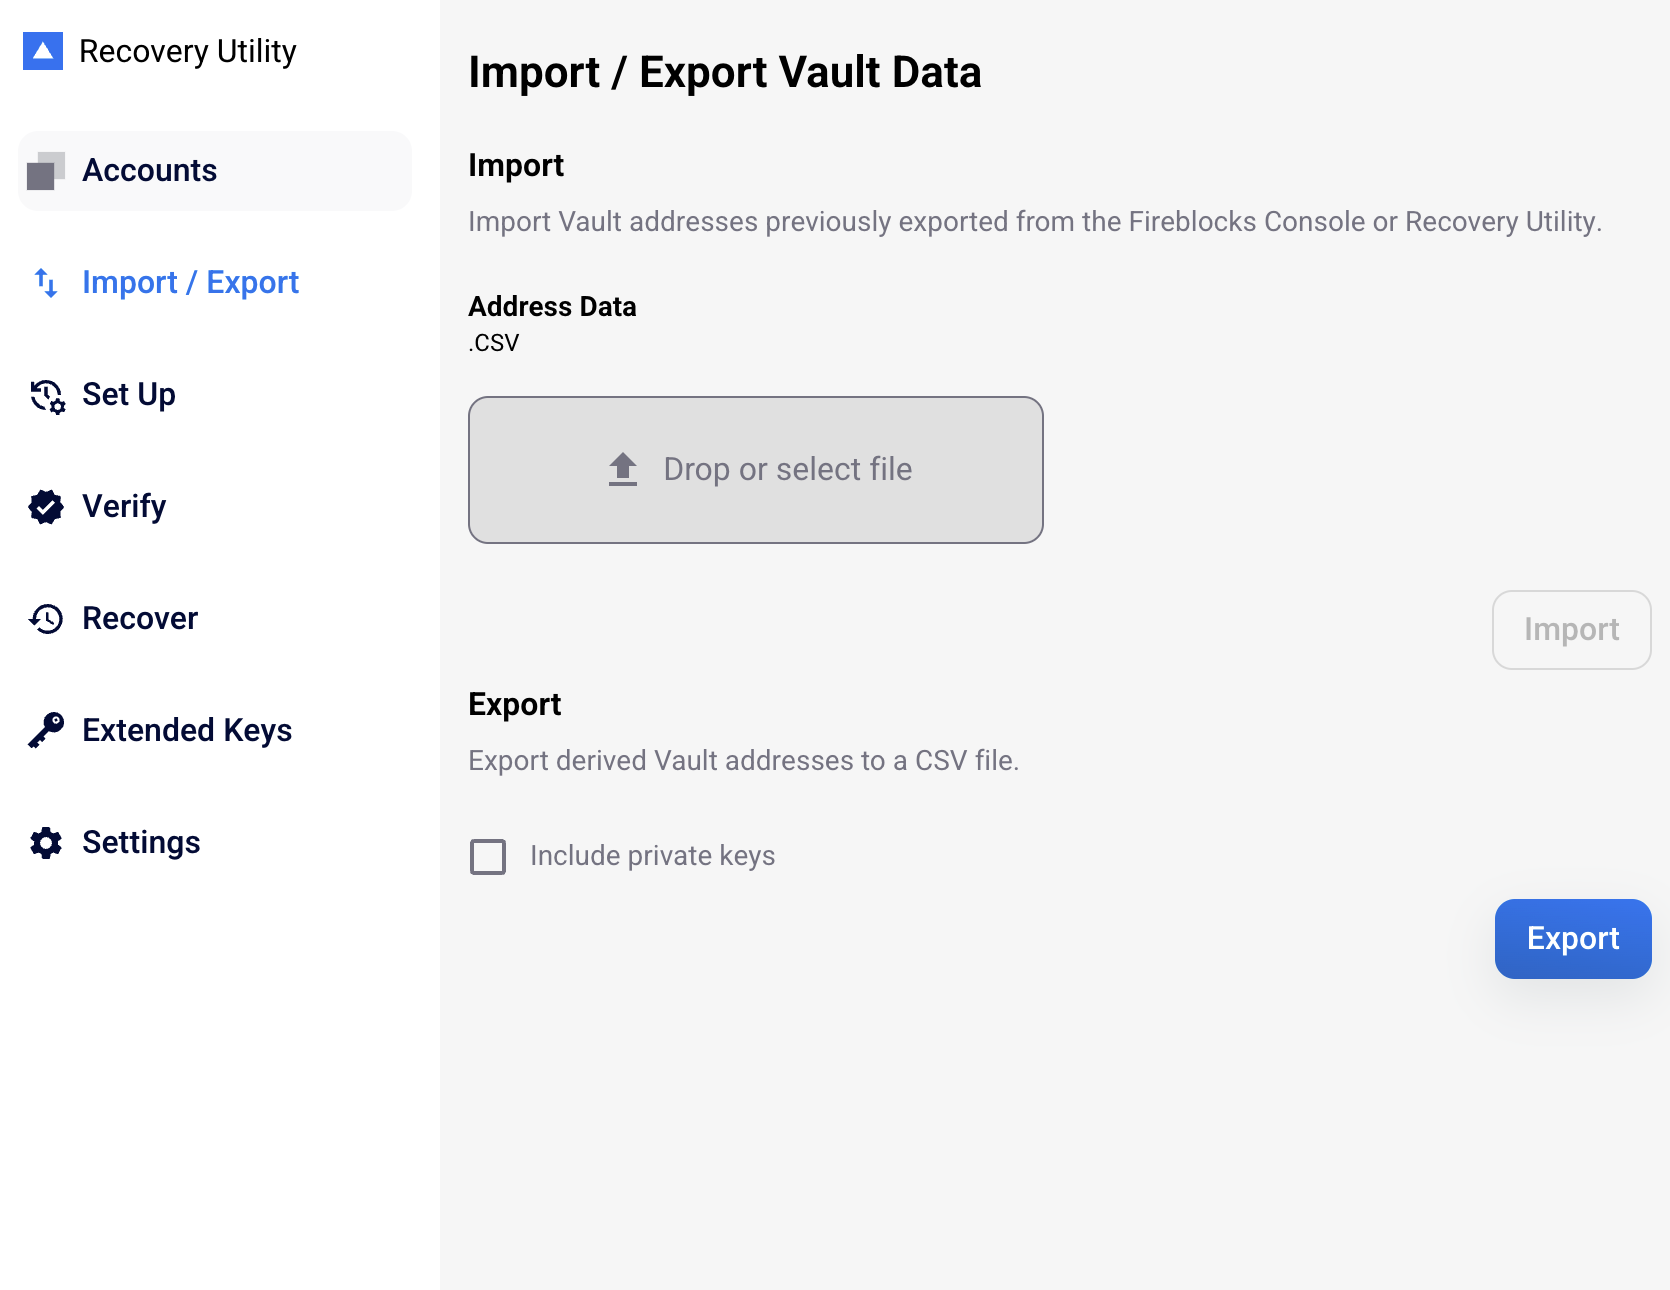 Recovery Utility
Accounts
Import / Export
Set Up
Verify
Recover
Extended Keys
Settings
Import / Export Vault Data
Import
Import Vault addresses previously exported from the Fireblocks Console or Recovery Utility.
Address Data
.CSV
Drop or select file
Import
Export
Export derived Vault addresses to a CSV file.
Include private keys
Export